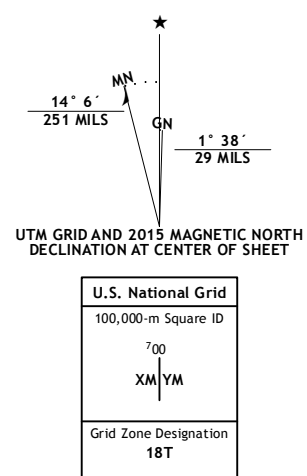 ★
MN
14° 6´
251 MILS
GN
1° 38´
29 MILS
UTM GRID AND 2015 MAGNETIC NORTH
DECLINATION AT CENTER OF SHEET
U.S. National Grid
100,000-m Square ID
⁷00
XM YM
Grid Zone Designation
18T